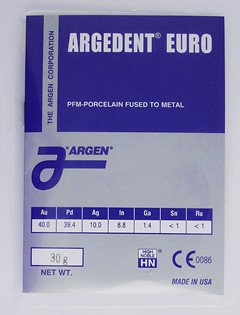 THE ARGEN CORPORATION
ARGEDENT® EURO
PFM-PORCELAIN FUSED TO METAL
ARGEN®
Au Pd Ag In Ga Sn Ru
40.0 39.4 10.0 8.8 1.4 < 1 < 1
30 g
NET WT.
HIGH
NOBLE
HN
CE 0086
MADE IN USA